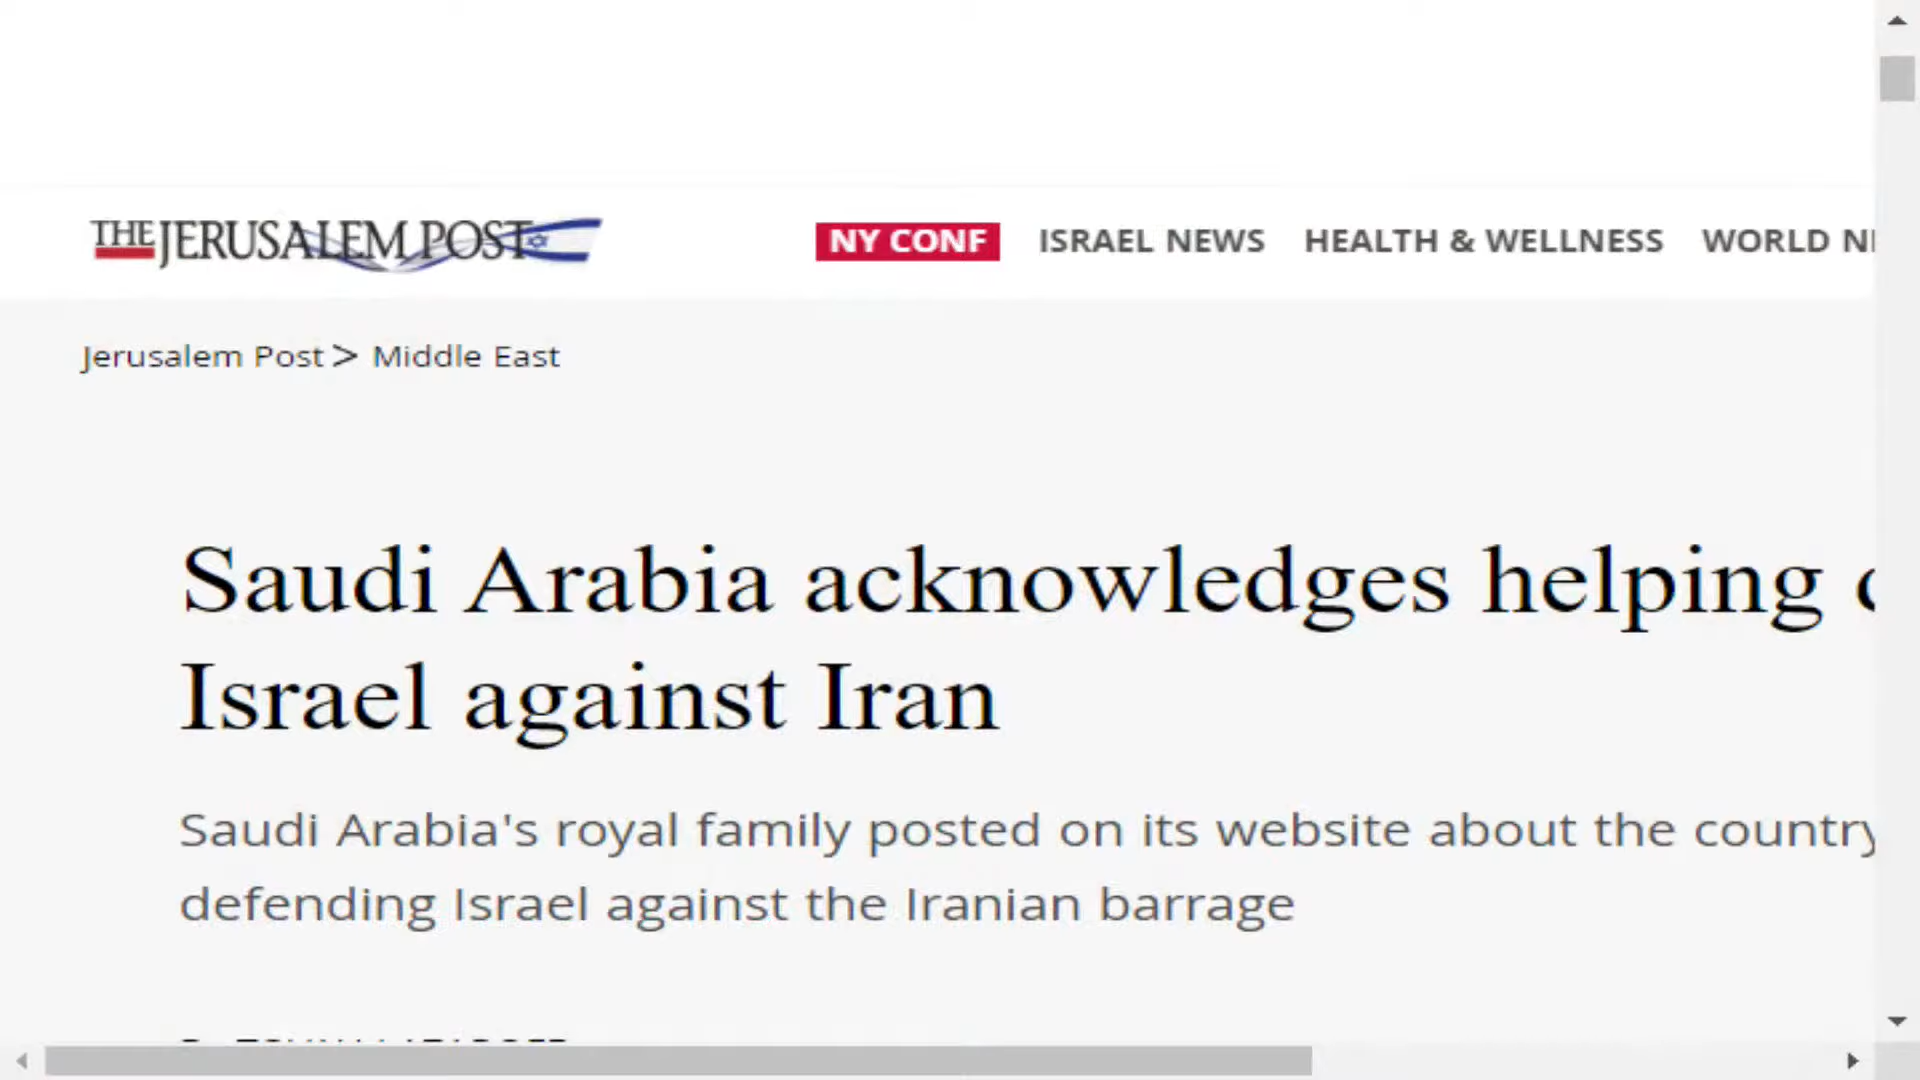 THE JERUSALEM POST
NY CONF ISRAEL NEWS HEALTH & WELLNESS WORLD
Jerusalem Post > Middle East
Saudi Arabia acknowledges helping
Israel against Iran
Saudi Arabia's royal family posted on its website about the country
defending Israel against the Iranian barrage